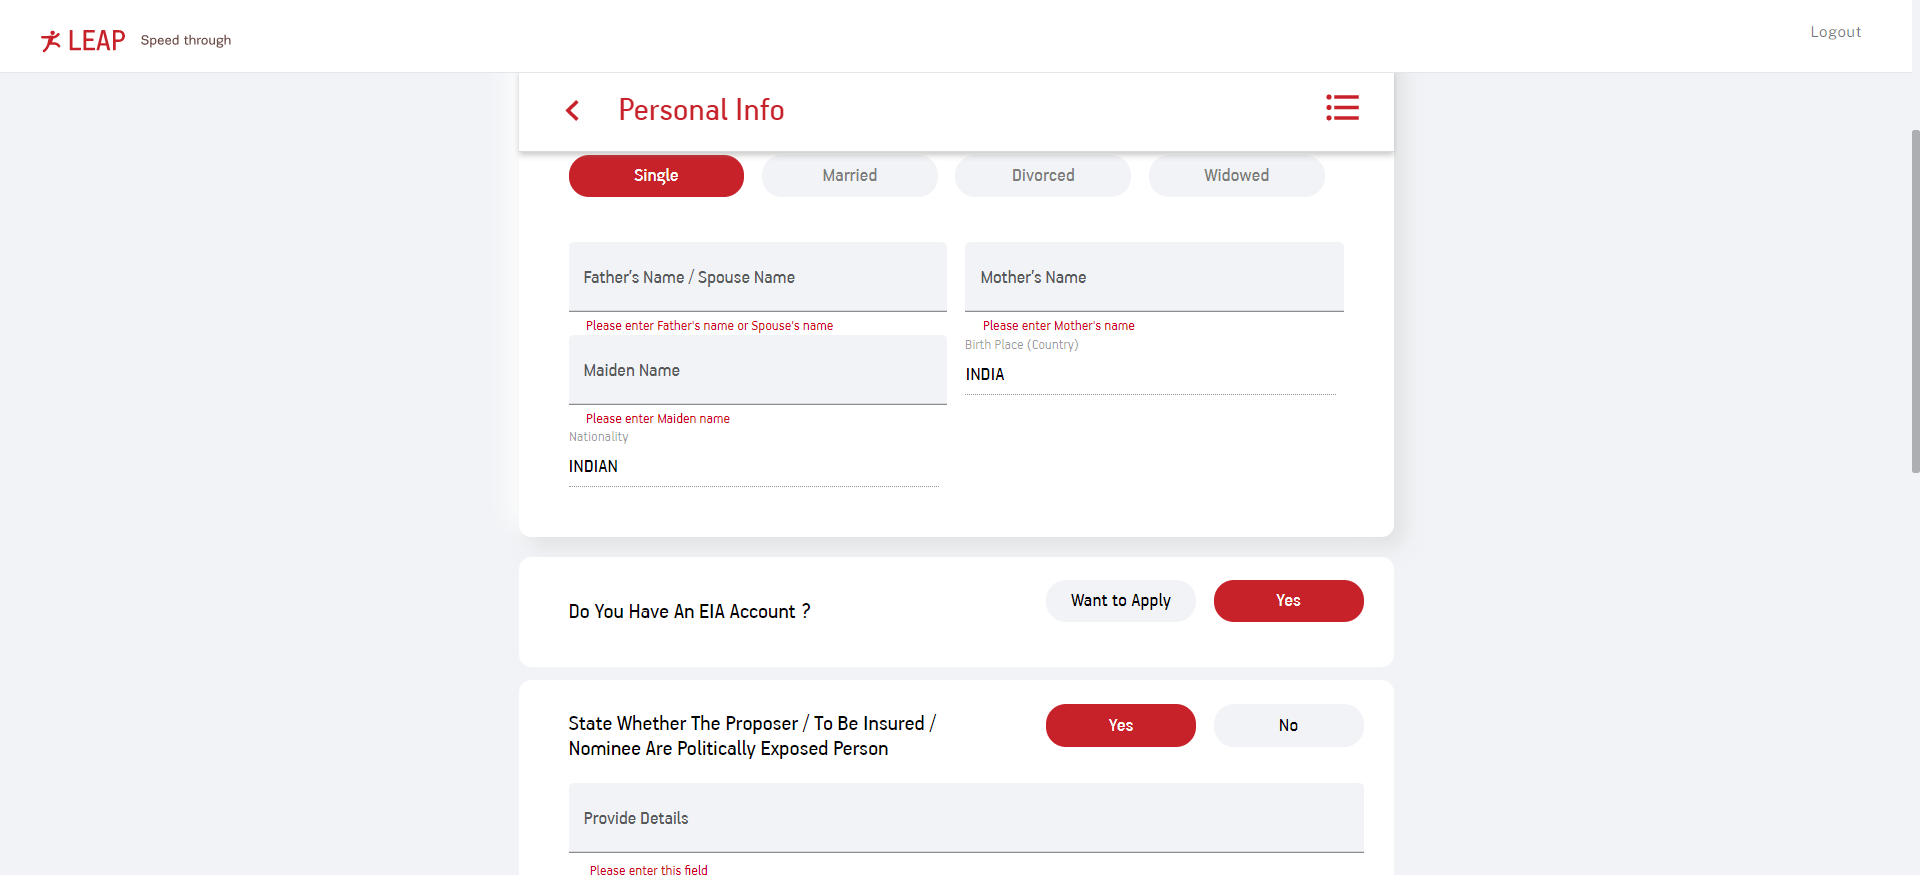 LEAP Speed through
Logout
Personal Info
Single Married Divorced Widowed
Father's Name / Spouse Name Mother's Name
Please enter Father's name or Spouse's name Please enter Mother's name
Birth Place (Country)
Maiden Name INDIA
Please enter Maiden name
Nationality
INDIAN
Do You Have An EIA Account ? Want to Apply Yes
State Whether The Proposer / To Be Insured /
Nominee Are Politically Exposed Person
Yes No
Provide Details
Please enter this field